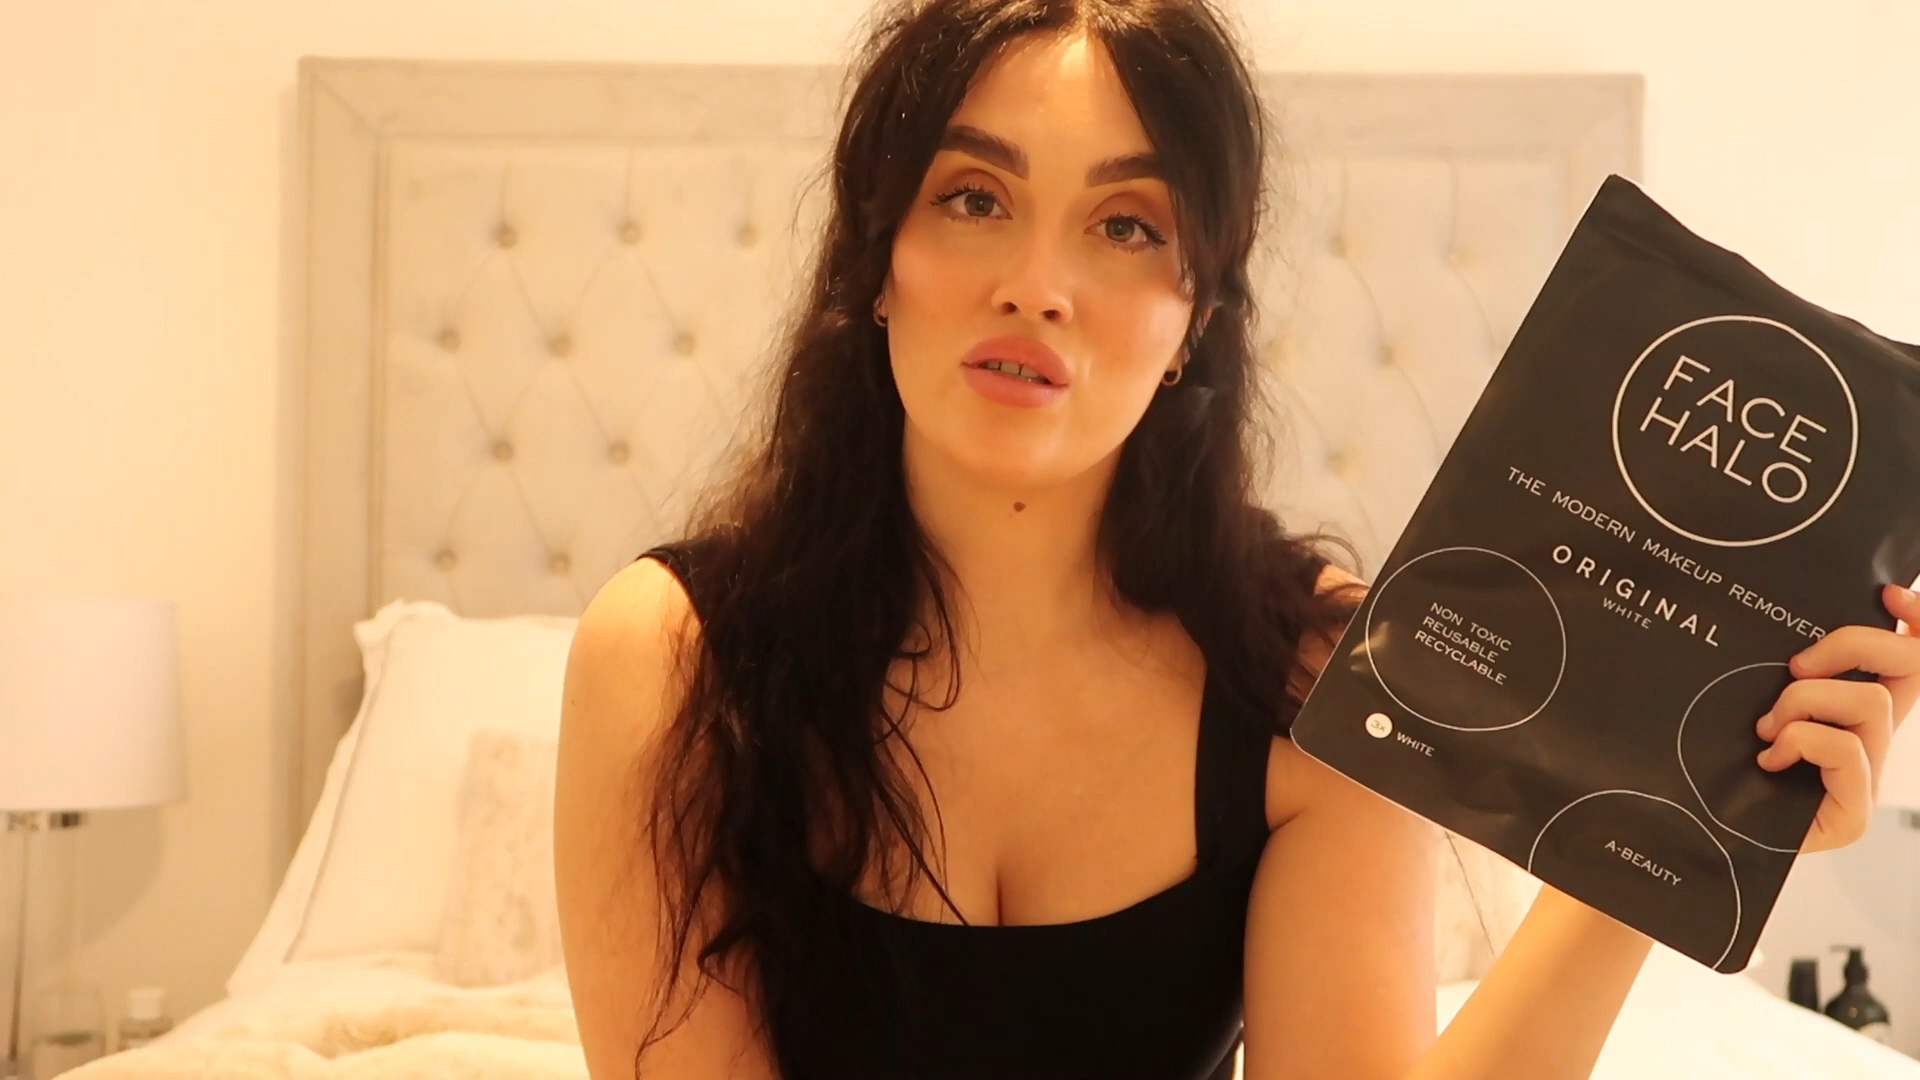 FACE
HALO
THE MODERN MAKEUP REMOVER
ORIGINAL
WHITE
NON TOXIC
REUSABLE
RECYCLABLE
3x WHITE
A-BEAUTY